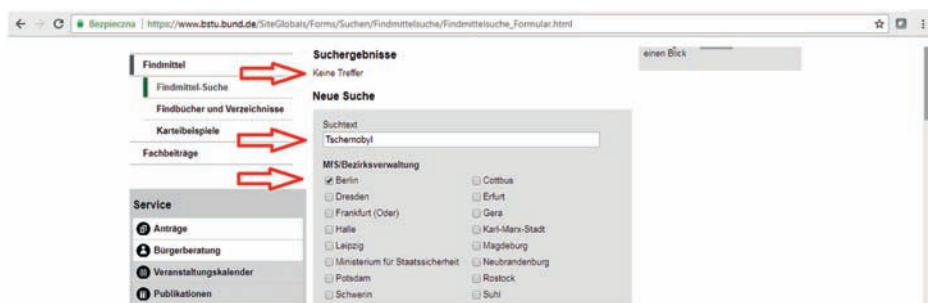 Bezpieczna | https://www.bstu.bund.de/SiteGlobals/Forms/Suchen/Findmittelsuche/Findmittelsuche_Formular.html
Findmittel
Findmittel-Suche
Findbücher und Verzeichnisse
Karteibeispiele
Fachbeiträge
Service
Anträge
Bürgerberatung
Veranstaltungskalender
Publikationen
Suchergebnisse
Keine Treffer
Neue Suche
Suchtext
Tschernobyl
MfS/Bezirksverwaltung
Berlin Cottbus
Dresden Erfurt
Frankfurt (Oder) Gera
Halle Karl-Marx-Stadt
Leipzig Magdeburg
Ministerium für Staatssicherheit Neubrandenburg
Potsdam Rostock
Schwerin Suhl
einen Blick